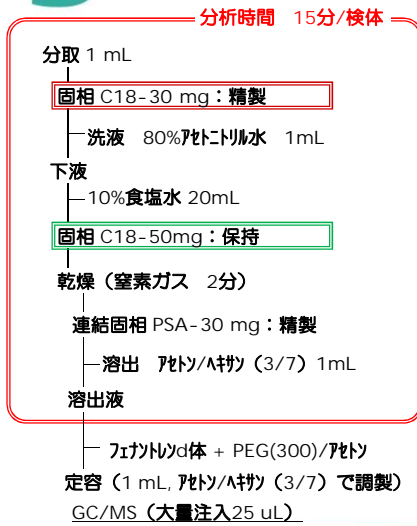 分析時間　15分/検体
分取 1 mL
固相 C18-30 mg：精製
洗液　80%ｱｾﾄﾆﾄﾘﾙ水　1mL
下液
10%食塩水 20mL
固相 C18-50mg：保持
乾燥（窒素ガス　2分）
連結固相 PSA-30 mg：精製
溶出　ｱｾﾄﾝ/ﾍｷｻﾝ（3/7）1mL
溶出液
ﾌｪﾅﾝﾄﾚﾝd体 + PEG(300)/ｱｾﾄﾝ
定容（1 mL, ｱｾﾄﾝ/ﾍｷｻﾝ（3/7）で調製）
GC/MS（大量注入25 uL）